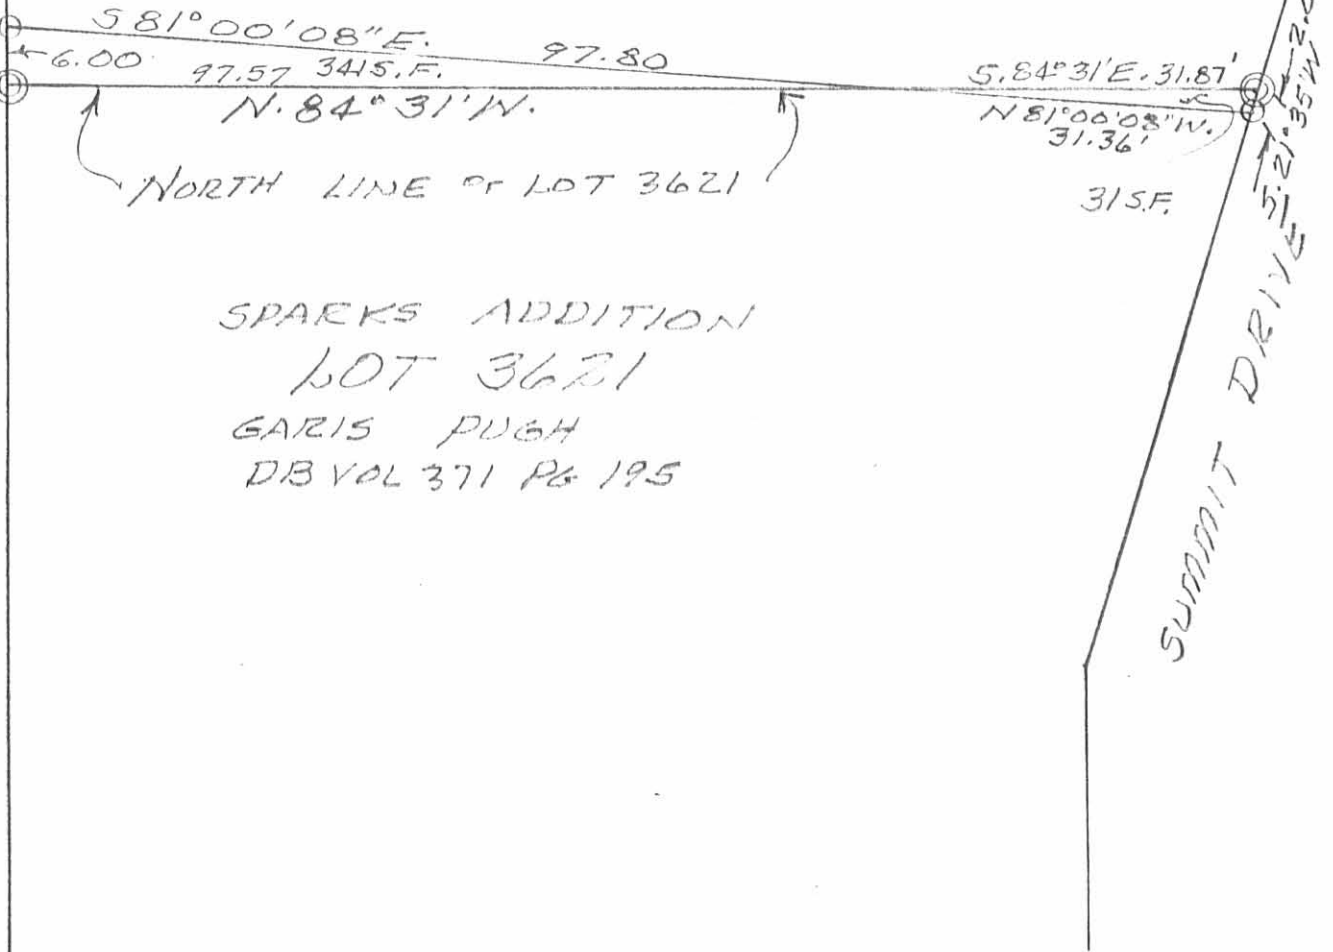 S 81° 00' 08" E. 97.80
6.00 97.57 341 S.F. S. 84° 31' E. 31.87'
N. 84° 31' W. N 81° 00' 08" W.
31.36'
NORTH LINE OF LOT 3621
31 S.F.
S. 21° 35' W
SPARKS ADDITION
LOT 3621
GARIS PUGH
DB VOL 371 PG 195
SUMMIT DRIVE